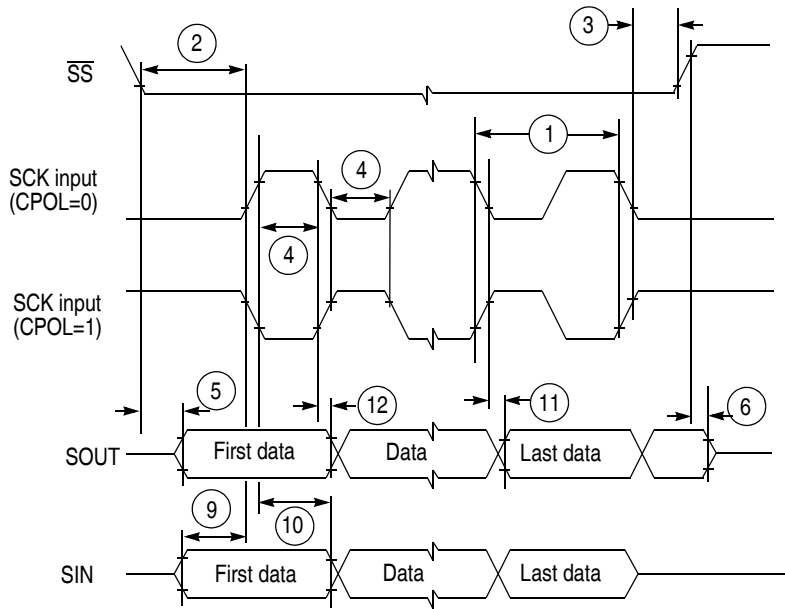 3
2
S̅S̅
1
SCK input
(CPOL=0)
4
4
SCK input
(CPOL=1)
5
12
11
6
SOUT
First data
Data
Last data
9
10
SIN
First data
Data
Last data